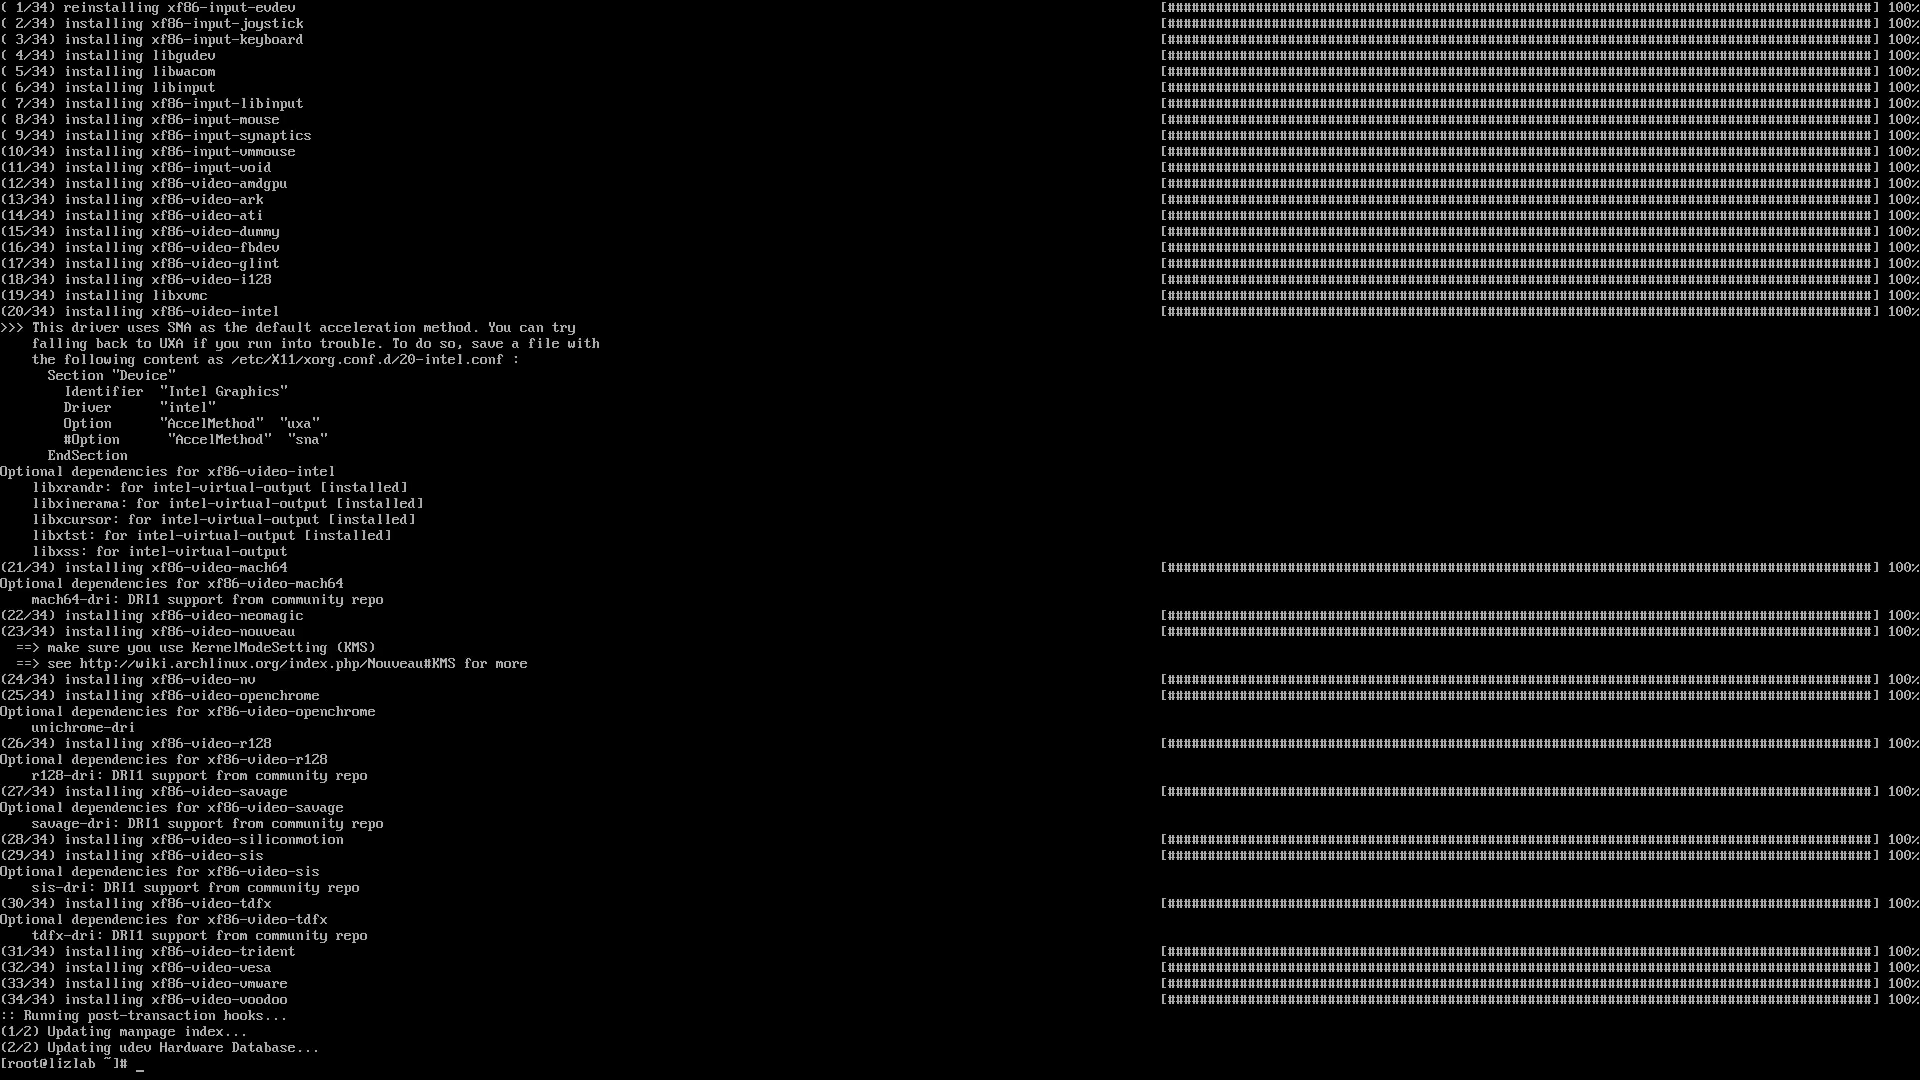 ( 1/34) reinstalling xf86-input-evdev [########################################################################################] 100%
( 2/34) installing xf86-input-joystick [########################################################################################] 100%
( 3/34) installing xf86-input-keyboard [########################################################################################] 100%
( 4/34) installing libgudev [########################################################################################] 100%
( 5/34) installing libwacom [########################################################################################] 100%
( 6/34) installing libinput [########################################################################################] 100%
( 7/34) installing xf86-input-libinput [########################################################################################] 100%
( 8/34) installing xf86-input-mouse [########################################################################################] 100%
( 9/34) installing xf86-input-synaptics [########################################################################################] 100%
(10/34) installing xf86-input-vmmouse [########################################################################################] 100%
(11/34) installing xf86-input-void [########################################################################################] 100%
(12/34) installing xf86-video-amdgpu [########################################################################################] 100%
(13/34) installing xf86-video-ark [########################################################################################] 100%
(14/34) installing xf86-video-ati [########################################################################################] 100%
(15/34) installing xf86-video-dummy [########################################################################################] 100%
(16/34) installing xf86-video-fbdev [########################################################################################] 100%
(17/34) installing xf86-video-glint [########################################################################################] 100%
(18/34) installing xf86-video-i128 [########################################################################################] 100%
(19/34) installing libxvmc [########################################################################################] 100%
(20/34) installing xf86-video-intel [########################################################################################] 100%
>>> This driver uses SNA as the default acceleration method. You can try
    falling back to UXA if you run into trouble. To do so, save a file with
    the following content as /etc/X11/xorg.conf.d/20-intel.conf :
      Section "Device"
        Identifier  "Intel Graphics"
        Driver      "intel"
        Option      "AccelMethod"  "uxa"
        #Option      "AccelMethod"  "sna"
      EndSection
Optional dependencies for xf86-video-intel
    libxrandr: for intel-virtual-output [installed]
    libxinerama: for intel-virtual-output [installed]
    libxcursor: for intel-virtual-output [installed]
    libxtst: for intel-virtual-output [installed]
    libxss: for intel-virtual-output
(21/34) installing xf86-video-mach64 [########################################################################################] 100%
Optional dependencies for xf86-video-mach64
    mach64-dri: DRI1 support from community repo
(22/34) installing xf86-video-neomagic [########################################################################################] 100%
(23/34) installing xf86-video-nouveau [########################################################################################] 100%
  ==> make sure you use KernelModeSetting (KMS)
  ==> see http://wiki.archlinux.org/index.php/Nouveau#KMS for more
(24/34) installing xf86-video-nv [########################################################################################] 100%
(25/34) installing xf86-video-openchrome [########################################################################################] 100%
Optional dependencies for xf86-video-openchrome
    unichrome-dri
(26/34) installing xf86-video-r128 [########################################################################################] 100%
Optional dependencies for xf86-video-r128
    r128-dri: DRI1 support from community repo
(27/34) installing xf86-video-savage [########################################################################################] 100%
Optional dependencies for xf86-video-savage
    savage-dri: DRI1 support from community repo
(28/34) installing xf86-video-siliconmotion [########################################################################################] 100%
(29/34) installing xf86-video-sis [########################################################################################] 100%
Optional dependencies for xf86-video-sis
    sis-dri: DRI1 support from community repo
(30/34) installing xf86-video-tdfx [########################################################################################] 100%
Optional dependencies for xf86-video-tdfx
    tdfx-dri: DRI1 support from community repo
(31/34) installing xf86-video-trident [########################################################################################] 100%
(32/34) installing xf86-video-vesa [########################################################################################] 100%
(33/34) installing xf86-video-vmware [########################################################################################] 100%
(34/34) installing xf86-video-voodoo [########################################################################################] 100%
:: Running post-transaction hooks...
(1/2) Updating manpage index...
(2/2) Updating udev Hardware Database...
[root@lizlab ~]# _